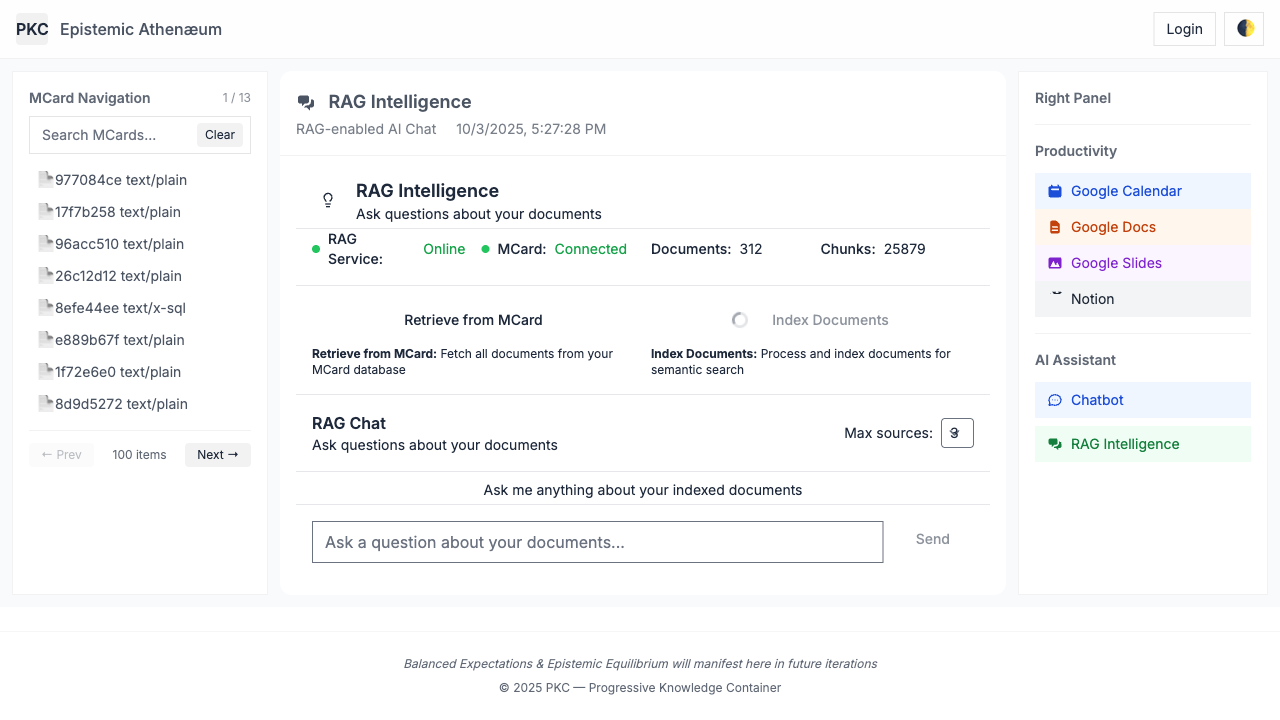 PKC Epistemic Athenæum
Login
MCard Navigation 1 / 13
Search MCards...
Clear
977084ce text/plain
17f7b258 text/plain
96acc510 text/plain
26c12d12 text/plain
8efe44ee text/x-sql
e889b67f text/plain
1f72e6e0 text/plain
8d9d5272 text/plain
← Prev 100 items Next →
RAG Intelligence
RAG-enabled AI Chat 10/3/2025, 5:27:28 PM
RAG Intelligence
Ask questions about your documents
RAG
Service:
Online
MCard: Connected
Documents: 312
Chunks: 25879
Retrieve from MCard
Index Documents
Retrieve from MCard: Fetch all documents from your
MCard database
Index Documents: Process and index documents for
semantic search
RAG Chat
Ask questions about your documents
Max sources:
Ask me anything about your indexed documents
Ask a question about your documents...
Send
Right Panel
Productivity
Google Calendar
Google Docs
Google Slides
Notion
AI Assistant
Chatbot
RAG Intelligence
Balanced Expectations & Epistemic Equilibrium will manifest here in future iterations
© 2025 PKC — Progressive Knowledge Container